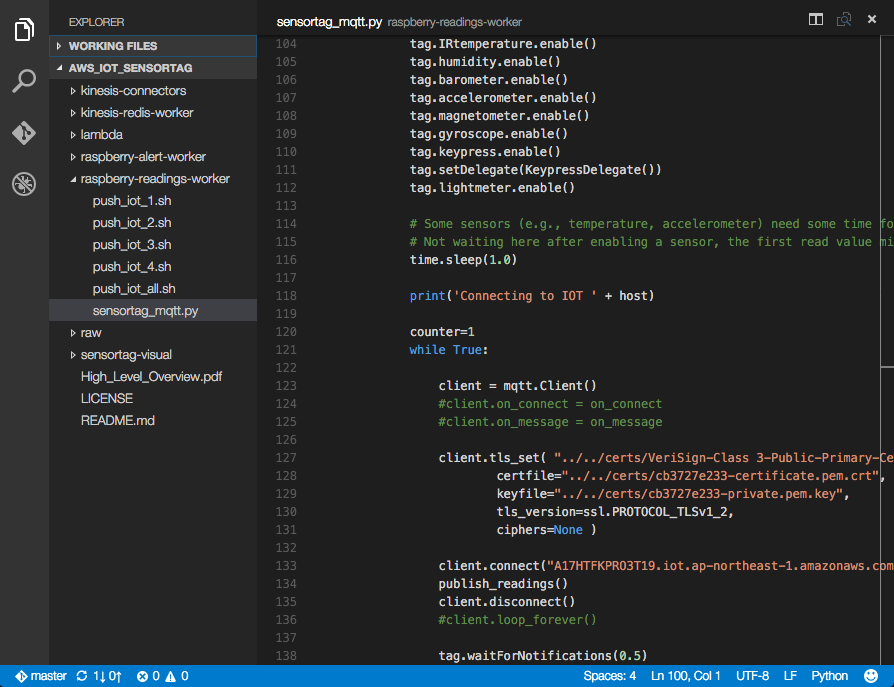 EXPLORER
WORKING FILES
AWS_IOT_SENSORTAG
kinesis-connectors
kinesis-redis-worker
lambda
raspberry-alert-worker
raspberry-readings-worker
push_iot_1.sh
push_iot_2.sh
push_iot_3.sh
push_iot_4.sh
push_iot_all.sh
sensortag_mqtt.py
raw
sensortag-visual
High_Level_Overview.pdf
LICENSE
README.md
sensortag_mqtt.py raspberry-readings-worker
104 tag.IRtemperature.enable()
105 tag.humidity.enable()
106 tag.barometer.enable()
107 tag.accelerometer.enable()
108 tag.magnetometer.enable()
109 tag.gyroscope.enable()
110 tag.keypress.enable()
111 tag.setDelegate(KeypressDelegate())
112 tag.lightmeter.enable()
113
114 # Some sensors (e.g., temperature, accelerometer) need some time fo
115 # Not waiting here after enabling a sensor, the first read value mi
116 time.sleep(1.0)
117
118 print('Connecting to IOT ' + host)
119
120 counter=1
121 while True:
122
123 client = mqtt.Client()
124 #client.on_connect = on_connect
125 #client.on_message = on_message
126
127 client.tls_set( "../../certs/VeriSign-Class 3-Public-Primary-Ce
128 certfile="../../certs/cb3727e233-certificate.pem.crt",
129 keyfile="../../certs/cb3727e233-private.pem.key",
130 tls_version=ssl.PROTOCOL_TLSv1_2,
131 ciphers=None )
132
133 client.connect("A17HTFKPRO3T19.iot.ap-northeast-1.amazonaws.com
134 publish_readings()
135 client.disconnect()
136 #client.loop_forever()
137
138 tag.waitForNotifications(0.5)
master 1↓ 0↑ 0 0 Spaces: 4 Ln 100, Col 1 UTF-8 LF Python